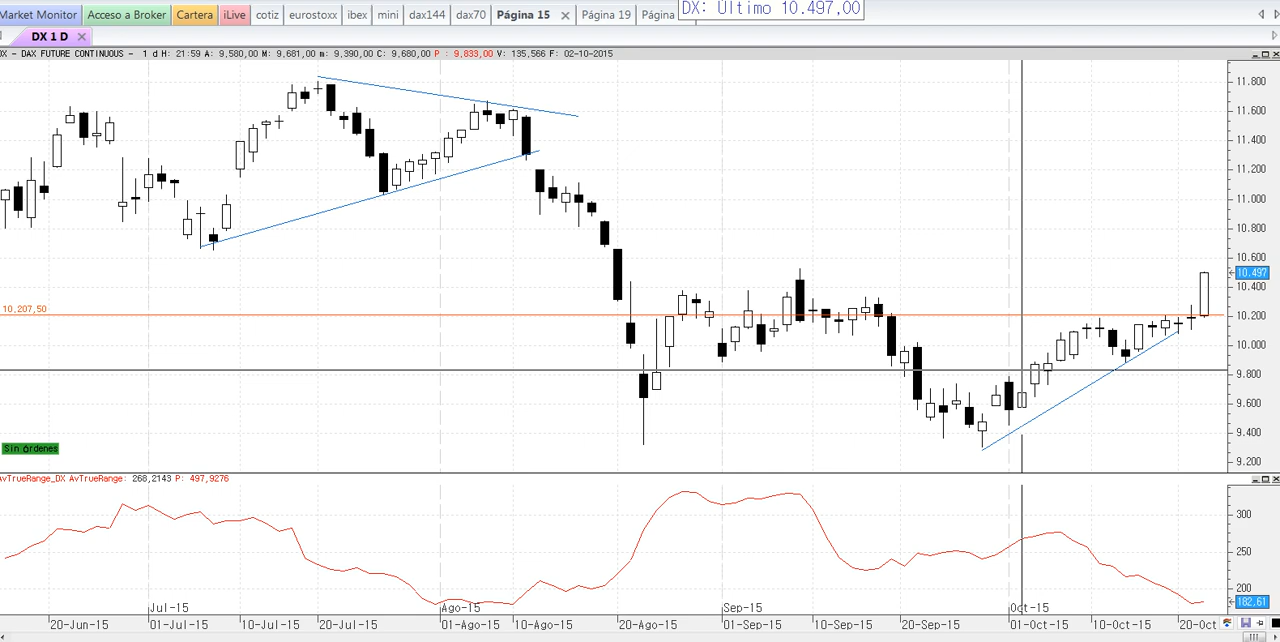 Market Monitor Acceso a Broker Cartera iLive cotiz eurostoxx ibex mini dax144 dax70 Página 15 Página 19 Página DX: Último 10.497,00
DX 1 D
DX - DAX FUTURE CONTINUOUS - 1 d H: 21:59 A: 9,580,00 M: 9,681,00 m: 9,390,00 C: 9,680,00 P : 9,833,00 V: 135,566 F: 02-10-2015
11.800
11.600
11.400
11.200
11.000
10.800
10.600
10.497
10.400
10,207,50
10.200
10.000
9.800
9.600
9.400
Sin órdenes
9.200
AvTrueRange_DX AvTrueRange: 268,2143 P: 497,9276
300
250
200
182,61
Jul-15 Ago-15 Sep-15 Oct-15
20-Jun-15 01-Jul-15 10-Jul-15 20-Jul-15 01-Ago-15 10-Ago-15 20-Ago-15 01-Sep-15 10-Sep-15 20-Sep-15 01-Oct-15 10-Oct-15 20-Oct